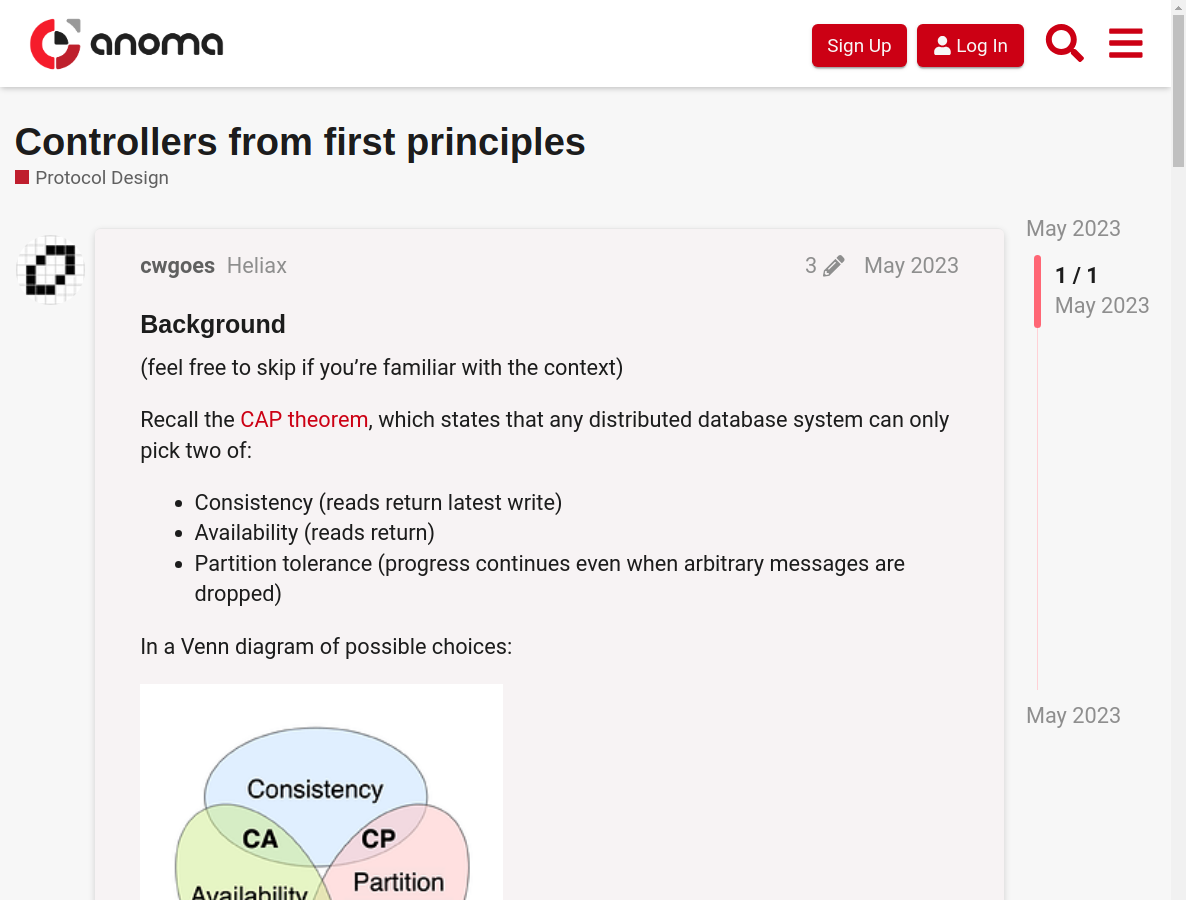 anoma
Sign Up
Log In
Controllers from first principles
Protocol Design
May 2023
cwgoes Heliax
3
May 2023
1 / 1
May 2023
Background
(feel free to skip if you’re familiar with the context)
Recall the CAP theorem, which states that any distributed database system can only
pick two of:
• Consistency (reads return latest write)
• Availability (reads return)
• Partition tolerance (progress continues even when arbitrary messages are
dropped)
In a Venn diagram of possible choices:
May 2023
Consistency
CA
CP
Partition
Availability